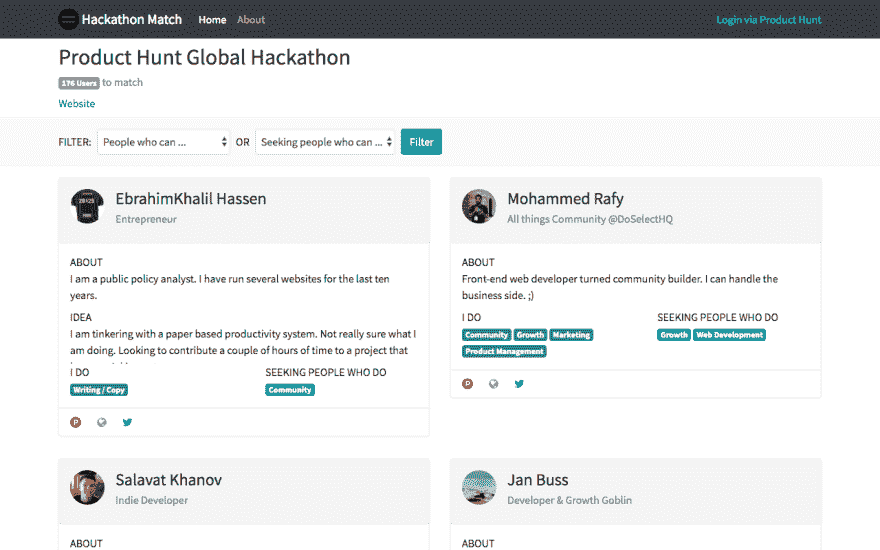 Hackathon Match Home About Login via Product Hunt
Product Hunt Global Hackathon
176 Users to match
Website
FILTER: People who can ... OR Seeking people who can ... Filter
EbrahimKhalil Hassen
Entrepreneur
ABOUT
I am a public policy analyst. I have run several websites for the last ten
years.
IDEA
I am tinkering with a paper based productivity system. Not really sure what I
am doing. Looking to contribute a couple of hours of time to a project that
I DO SEEKING PEOPLE WHO DO
Writing / Copy Community
Mohammed Rafy
All things Community @DoSelectHQ
ABOUT
Front-end web developer turned community builder. I can handle the
business side. ;)
I DO SEEKING PEOPLE WHO DO
Community Growth Marketing Growth Web Development
Product Management
Salavat Khanov
Indie Developer
ABOUT
Jan Buss
Developer & Growth Goblin
ABOUT